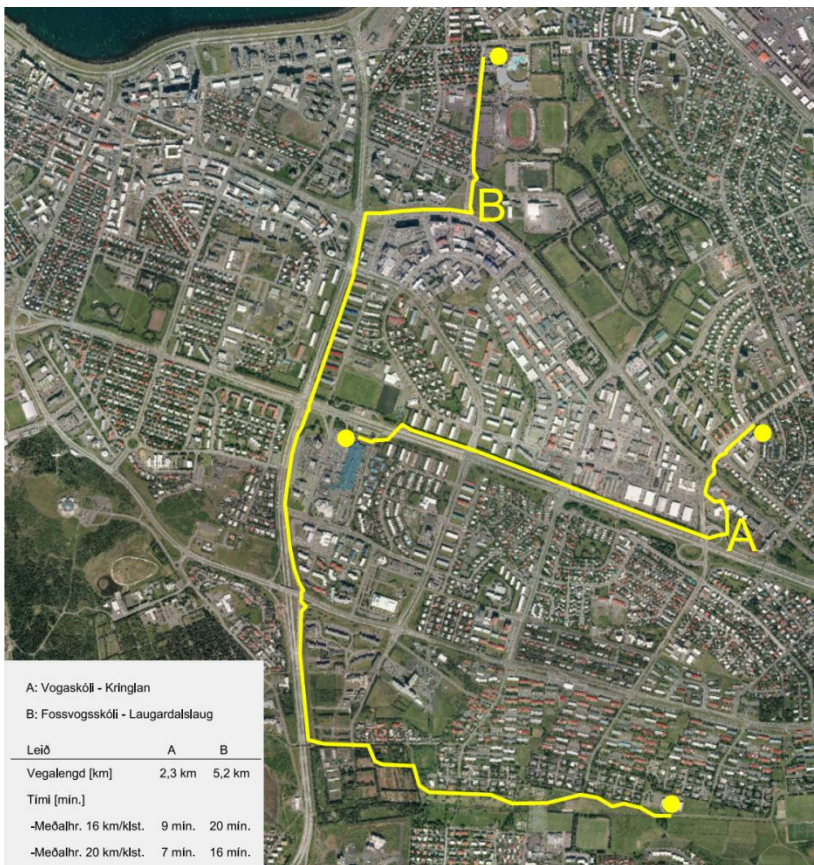 B
A
A: Vogaskóli - Kringlan
B: Fossvogsskóli - Laugardalslaug
Leið A B
Vegalengd [km] 2,3 km 5,2 km
Tími [mín.]
-Meðalhr. 16 km/klst. 9 mín. 20 mín.
-Meðalhr. 20 km/klst. 7 mín. 16 mín.